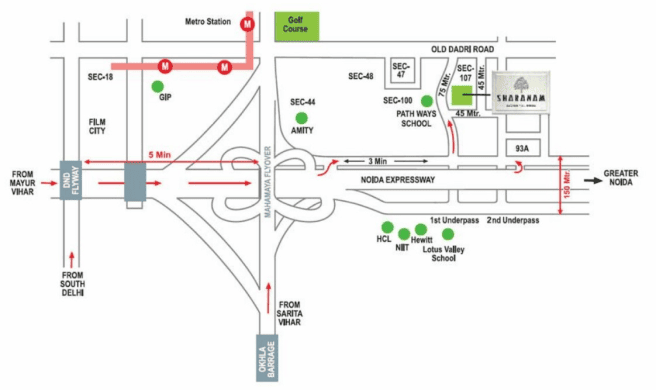 Metro Station
M
Golf
Course
M
M
OLD DADRI ROAD
SEC-18
GIP
SEC-48
SEC-
47
SEC-
107
75 Mtr.
45 Mtr.
SHABANAM
SEC-44
AMITY
SEC-100
PATH WAYS
SCHOOL
45 Mtr.
FILM
CITY
93A
5 Min
3 Min
FROM
MAYUR
VIHAR
DND
FLYWAY
MAHAMAYA FLYOVER
NOIDA EXPRESSWAY
150 Mtr.
GREATER
NOIDA
1st Underpass
2nd Underpass
HCL
NIIT
Hewitt
Lotus Valley
School
FROM
SOUTH
DELHI
FROM
SARITA
VIHAR
OKHLA
BARRAGE